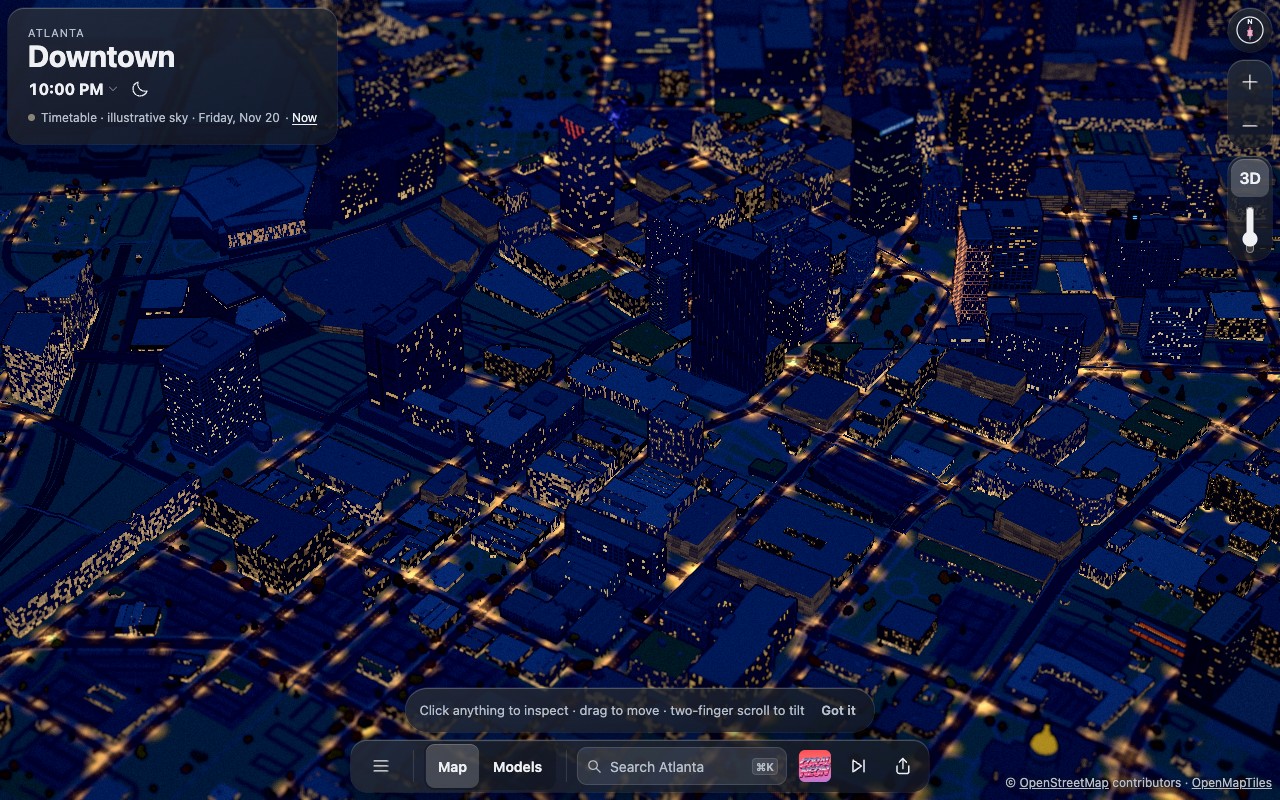 ATLANTA
Downtown
10:00 PM
Timetable · illustrative sky · Friday, Nov 20 · Now
N
3D
Click anything to inspect · drag to move · two-finger scroll to tilt Got it
Map Models Search Atlanta ⌘K
© OpenStreetMap contributors · OpenMapTiles